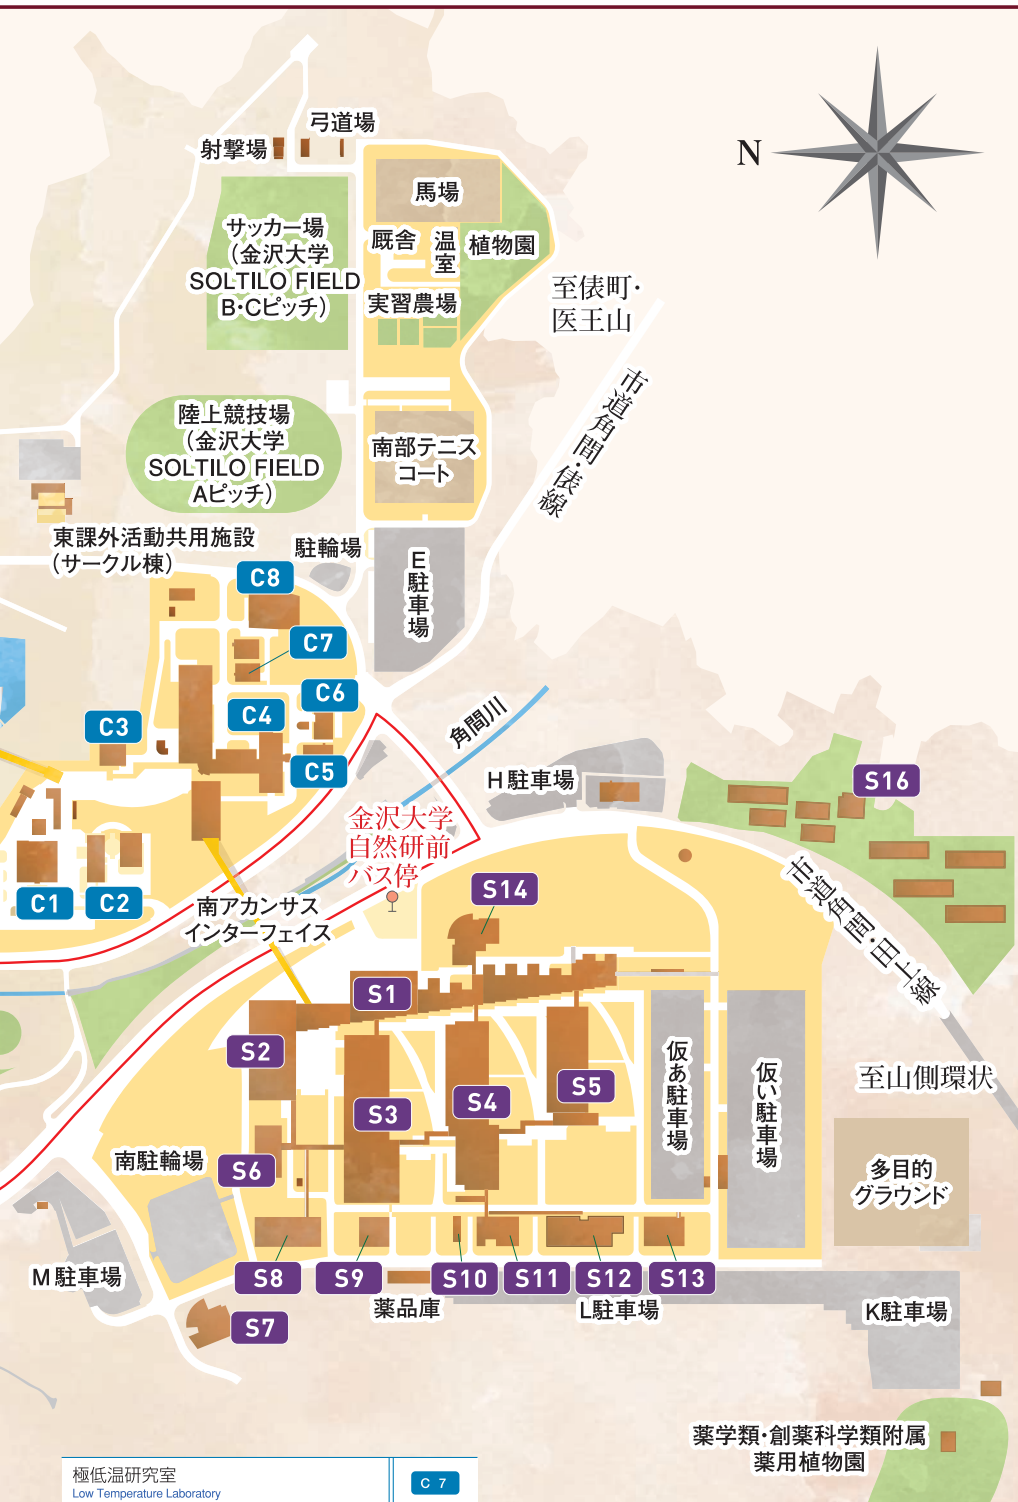 弓道場
射撃場
N
馬場
サッカー場
（金沢大学
SOLTILO FIELD
B・Cピッチ）
厩舎
温室
植物園
実習農場
至俵町・
医王山
市道角間・俵線
陸上競技場
（金沢大学
SOLTILO FIELD
Aピッチ）
南部テニス
コート
東課外活動共用施設
（サークル棟）
駐輪場
E駐車場
C8
C7
C6
C4
C3
C5
角間川
H駐車場
S16
金沢大学
自然研前
バス停
C1
C2
南アカンサス
インターフェイス
S14
市道角間・田上線
S1
S2
S3
S4
S5
仮あ駐車場
仮い駐車場
至山側環状
南駐輪場
S6
多目的
グラウンド
M駐車場
S8
S9
S10
S11
S12
S13
薬品庫
L駐車場
K駐車場
S7
薬学類・創薬科学類附属
薬用植物園
極低温研究室
Low Temperature Laboratory
C 7